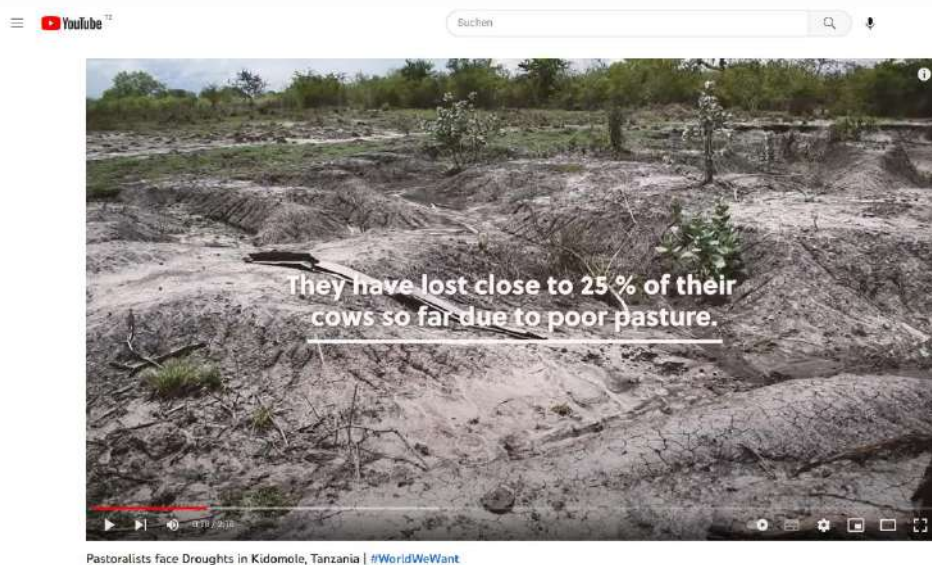 YouTube TZ
Suchen
They have lost close to 25 % of their
cows so far due to poor pasture.
Pastoralists face Droughts in Kidomole, Tanzania | #WorldWeWant